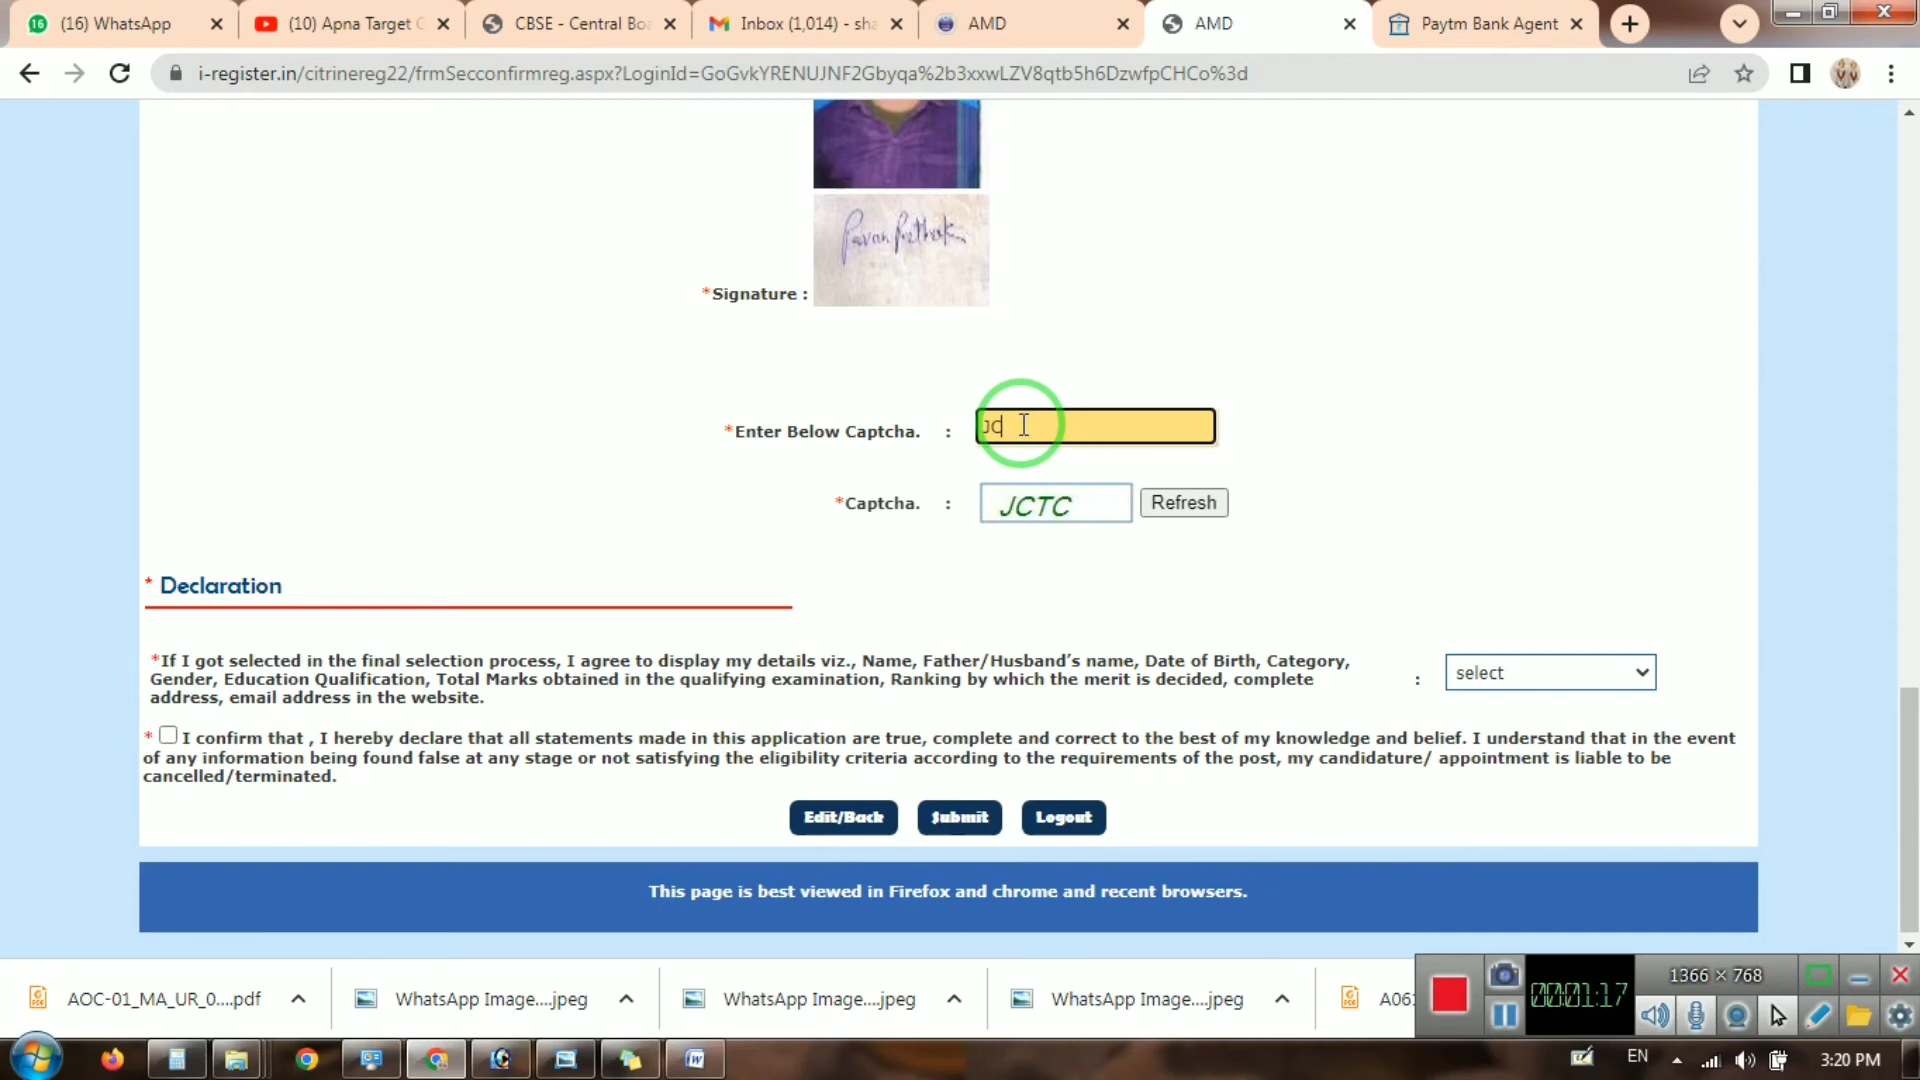 (16) WhatsApp
(10) Apna Target C
CBSE - Central Boa
Inbox (1,014) - sha
AMD
AMD
Paytm Bank Agent
i-register.in/citrinereg22/frmSecconfirmreg.aspx?LoginId=GoGvkYRENUJNF2Gbyqa%2b3xxwLZV8qtb5h6DzwfpCHCo%3d
*Signature :
*Enter Below Captcha. :
JC
*Captcha. :
JCTC
Refresh
* Declaration
*If I got selected in the final selection process, I agree to display my details viz., Name, Father/Husband's name, Date of Birth, Category,
Gender, Education Qualification, Total Marks obtained in the qualifying examination, Ranking by which the merit is decided, complete
address, email address in the website.
:
select
* I confirm that , I hereby declare that all statements made in this application are true, complete and correct to the best of my knowledge and belief. I understand that in the event
of any information being found false at any stage or not satisfying the eligibility criteria according to the requirements of the post, my candidature/ appointment is liable to be
cancelled/terminated.
Edit/Back
Submit
Logout
This page is best viewed in Firefox and chrome and recent browsers.
AOC-01_MA_UR_0....pdf
WhatsApp Image....jpeg
WhatsApp Image....jpeg
WhatsApp Image....jpeg
A061
00:01:17
1366 × 768
EN
3:20 PM